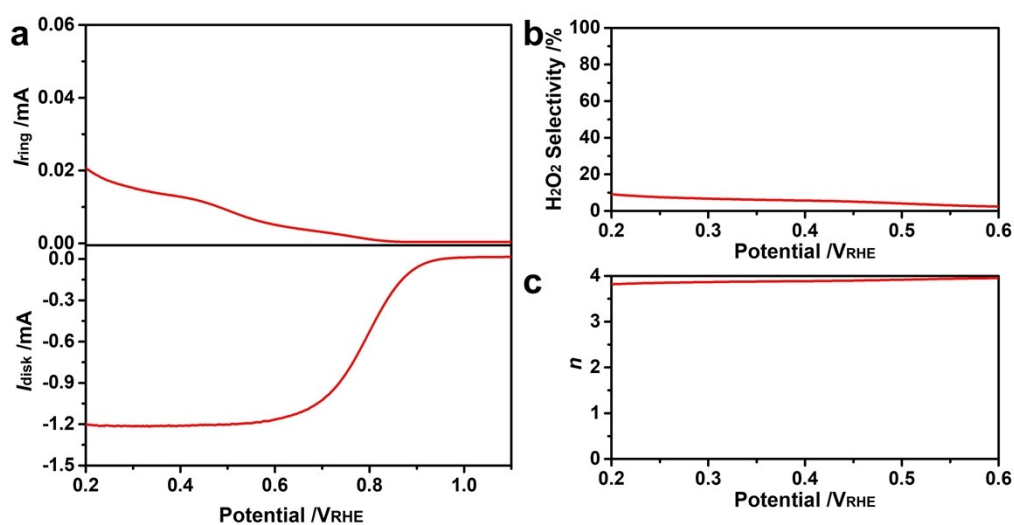 a
0.06
0.04
0.02
0.00
Iring /mA
0.0
-0.3
-0.6
-0.9
-1.2
-1.5
Idisk /mA
0.2 0.4 0.6 0.8 1.0
Potential /VRHE
b
100
80
60
40
20
0
H2O2 Selectivity /%
0.2 0.3 0.4 0.5 0.6
Potential /VRHE
c
4
3
2
1
0
n
0.2 0.3 0.4 0.5 0.6
Potential /VRHE